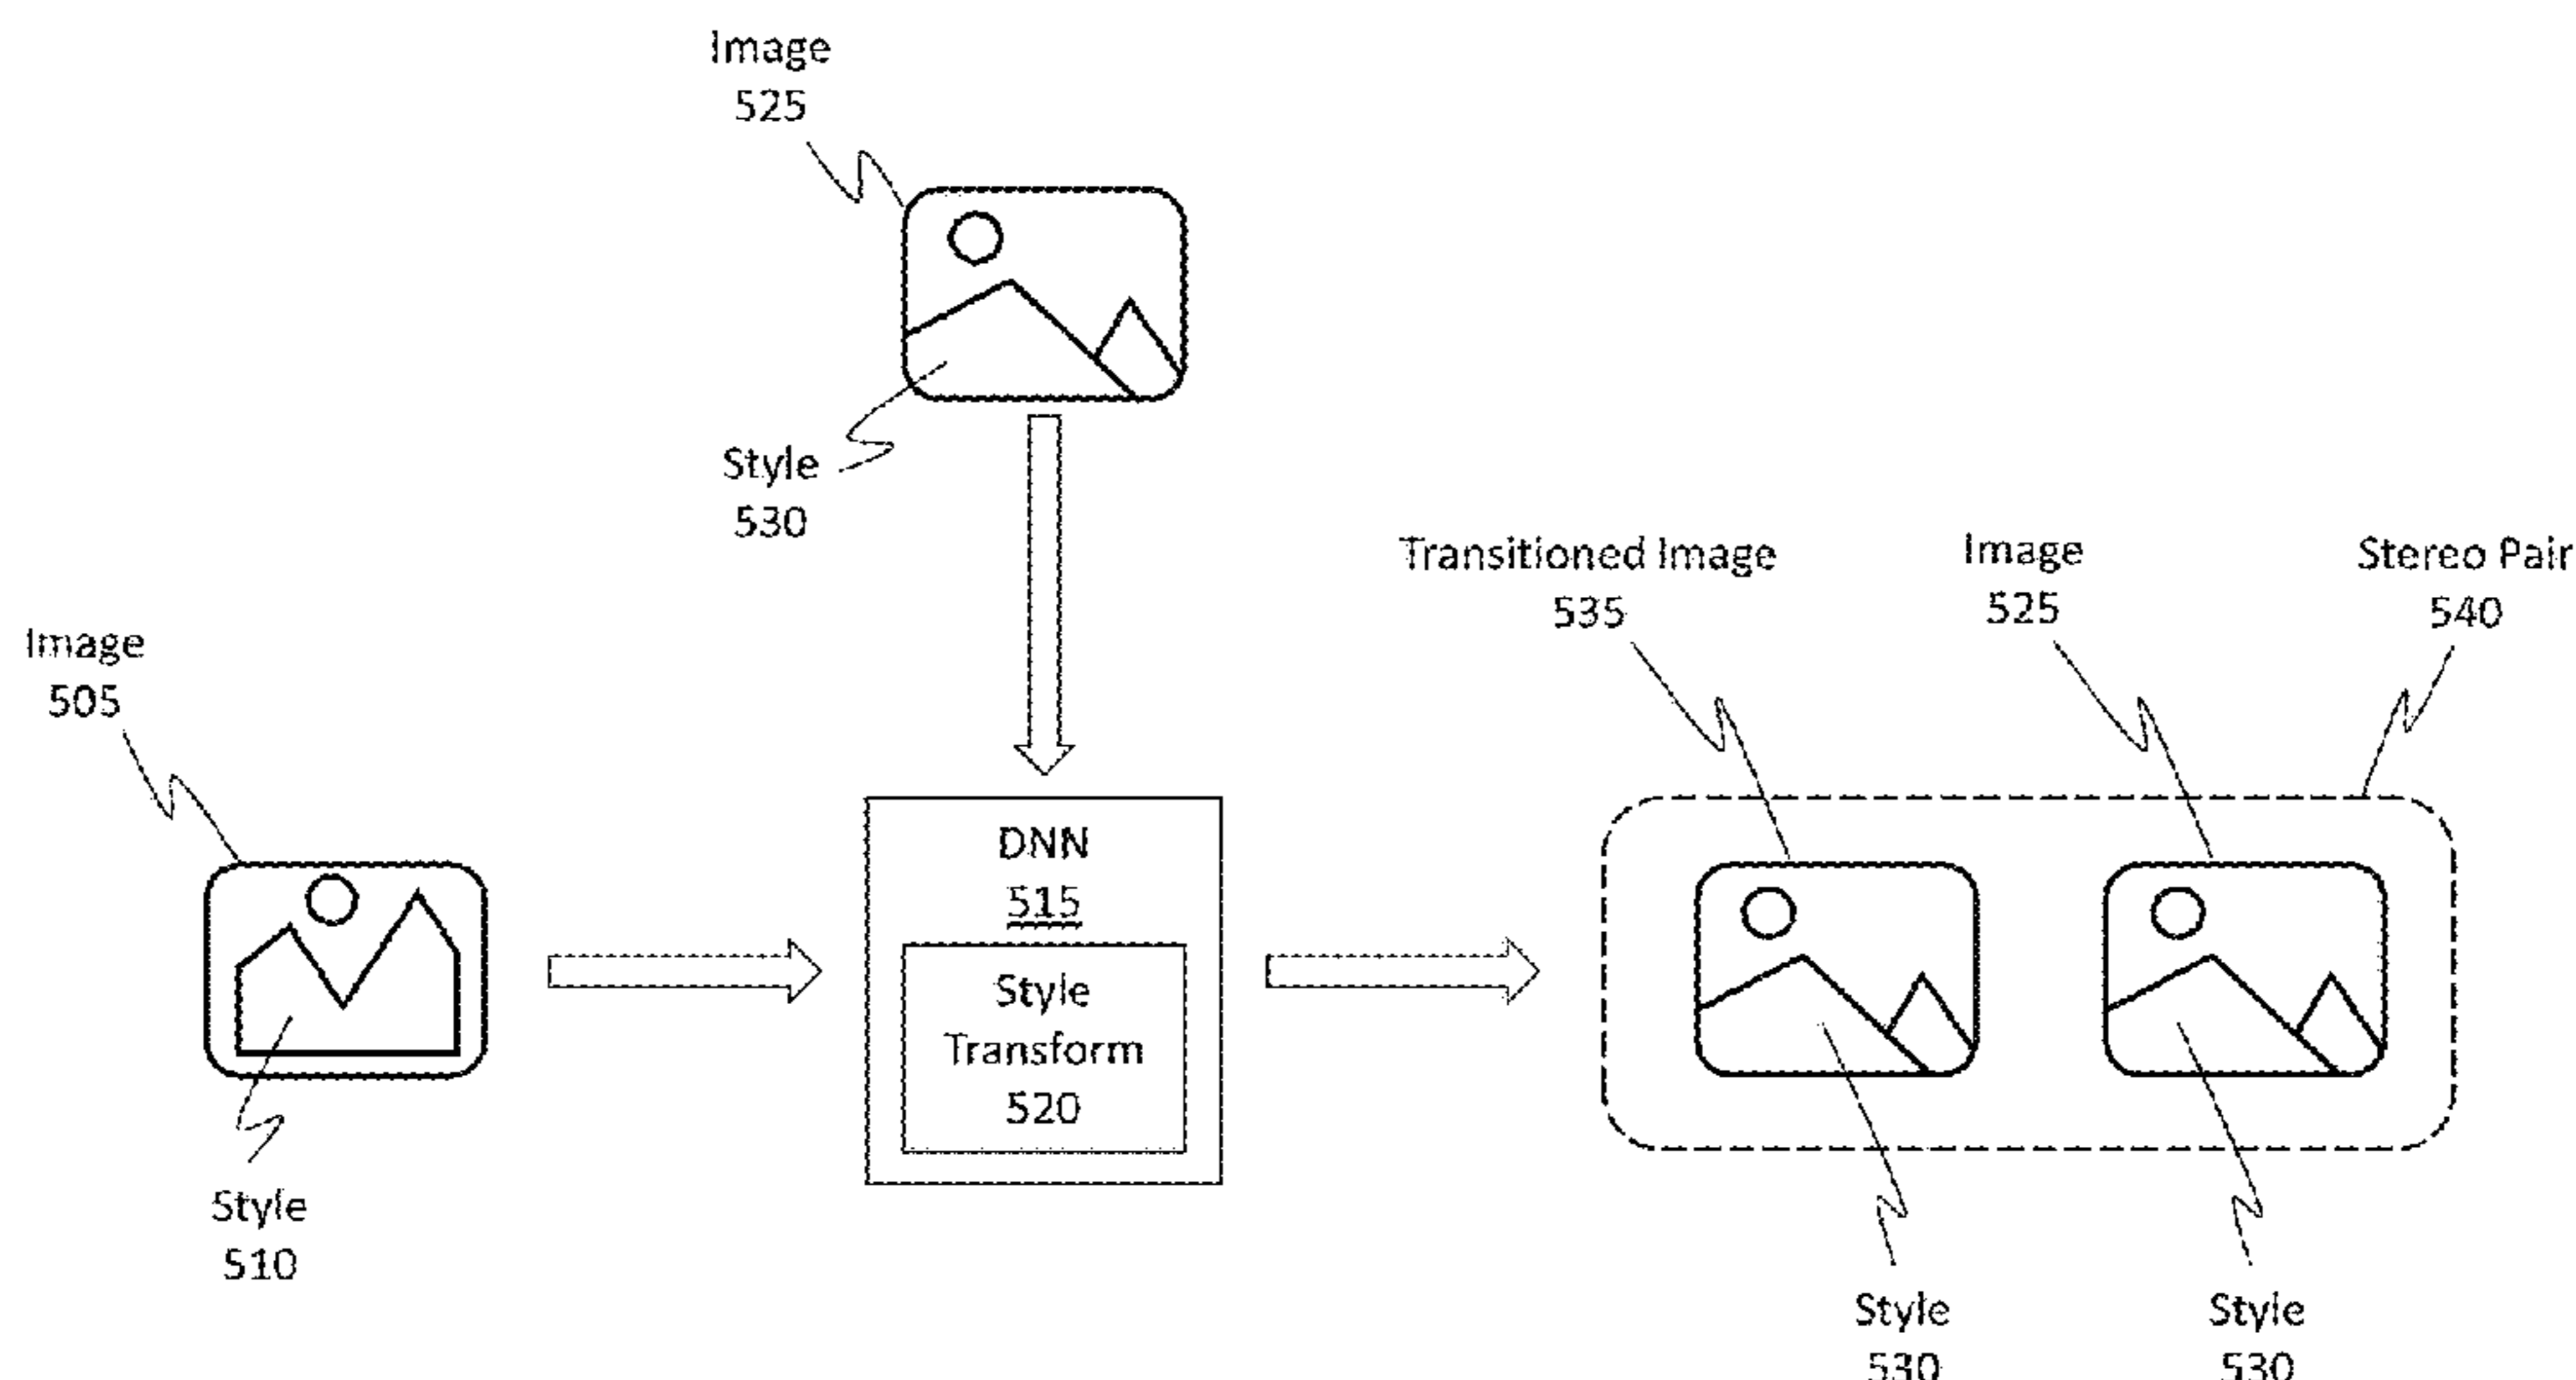 Image
525
Style
530
Transitioned Image
535
Image
525
Stereo Pair
540
Image
505
Style
510
DNN
515
Style
Transform
520
Style
530
Style
530